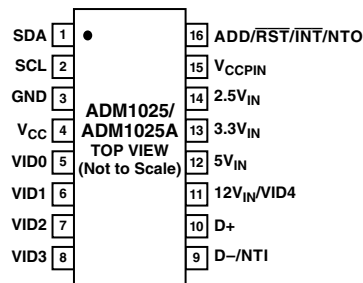 SDA 1
SCL 2
GND 3
VCC 4
VID0 5
VID1 6
VID2 7
VID3 8
ADM1025/
ADM1025A
TOP VIEW
(Not to Scale)
16 ADD/RST/INT/NTO
15 VCCPIN
14 2.5VIN
13 3.3VIN
12 5VIN
11 12VIN/VID4
10 D+
9 D–/NTI